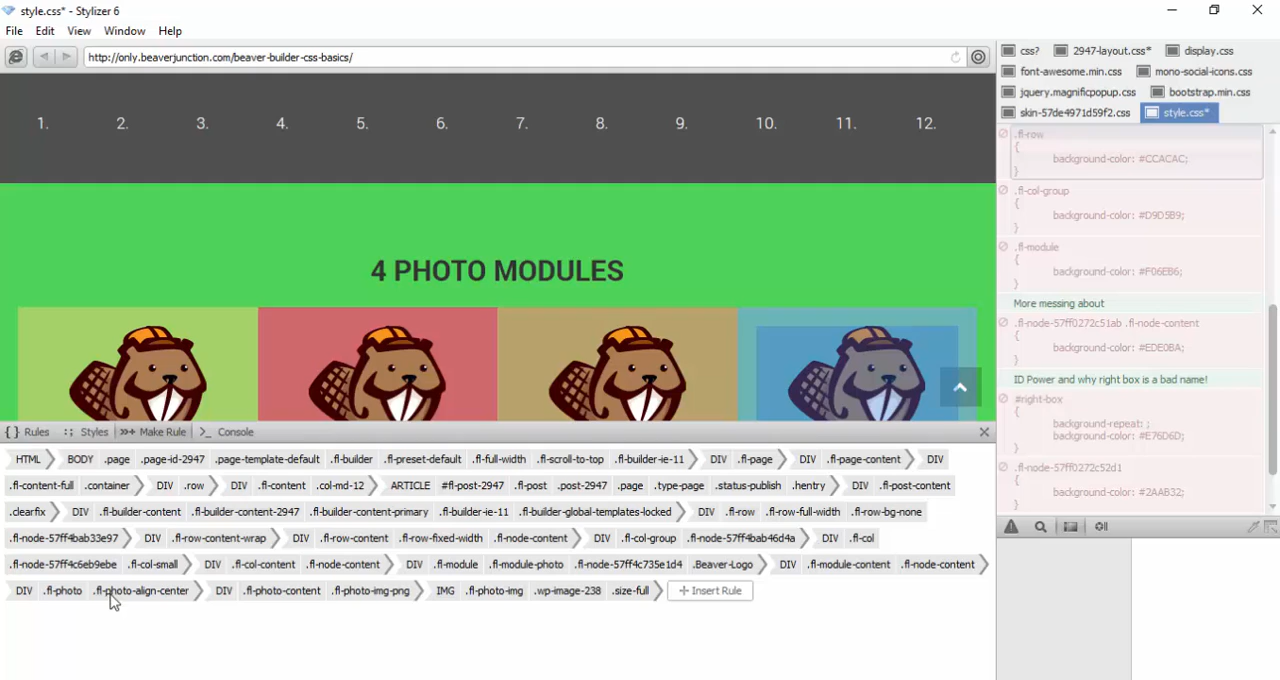 style.css* - Stylizer 6
File Edit View Window Help
http://only.beaverjunction.com/beaver-builder-css-basics/
1. 2. 3. 4. 5. 6. 7. 8. 9. 10. 11. 12.
4 PHOTO MODULES
css? 2947-layout.css* display.css
font-awesome.min.css mono-social-icons.css
jquery.magnificpopup.css bootstrap.min.css
skin-57de4971d59f2.css style.css*
.fl-row
{
background-color: #CCACAC;
}
.fl-col-group
{
background-color: #D9D5B9;
}
.fl-module
{
background-color: #F06EB6;
}
More messing about
.fl-node-57ff0272c51ab .fl-node-content
{
background-color: #EDE0BA;
}
ID Power and why right box is a bad name!
#right-box
{
background-repeat: ;
background-color: #E76D6D;
}
.fl-node-57ff0272c52d1
{
background-color: #2AAB32;
{ } Rules Styles Make Rule >_ Console
HTML BODY .page .page-id-2947 .page-template-default .fl-builder .fl-preset-default .fl-full-width .fl-scroll-to-top .fl-builder-ie-11 DIV .fl-page DIV .fl-page-content DIV
.fl-content-full .container DIV .row DIV .fl-content .col-md-12 ARTICLE #fl-post-2947 .fl-post .post-2947 .page .type-page .status-publish .hentry DIV .fl-post-content
.clearfix DIV .fl-builder-content .fl-builder-content-2947 .fl-builder-content-primary .fl-builder-ie-11 .fl-builder-global-templates-locked DIV .fl-row .fl-row-full-width .fl-row-bg-none
.fl-node-57ff4bab33e97 DIV .fl-row-content-wrap DIV .fl-row-content .fl-row-fixed-width .fl-node-content DIV .fl-col-group .fl-node-57ff4bab46d4a DIV .fl-col
.fl-node-57ff4c6eb9ebe .fl-col-small DIV .fl-col-content .fl-node-content DIV .fl-module .fl-module-photo .fl-node-57ff4c735e1d4 .Beaver-Logo DIV .fl-module-content .fl-node-content
DIV .fl-photo .fl-photo-align-center DIV .fl-photo-content .fl-photo-img-png IMG .fl-photo-img .wp-image-238 .size-full + Insert Rule